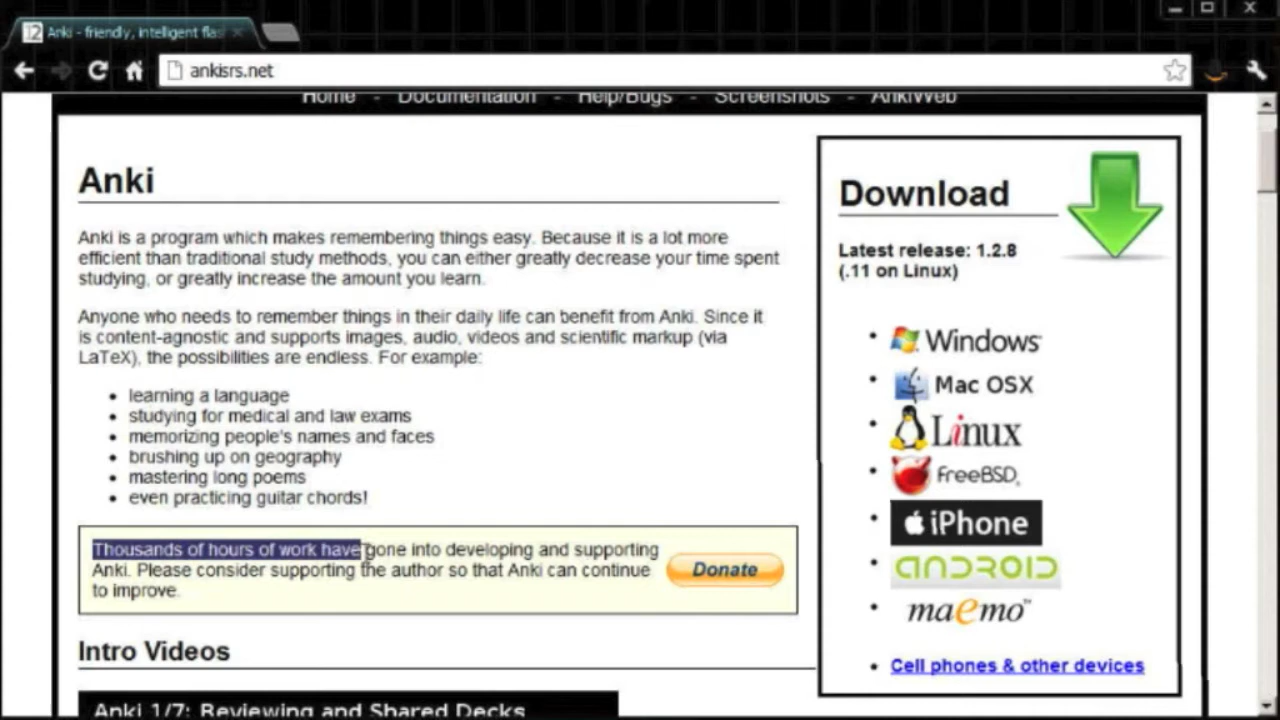 Anki - friendly, intelligent flas
ankisrs.net
Home - Documentation - Help/Bugs - Screenshots - AnkiWeb
Anki
Anki is a program which makes remembering things easy. Because it is a lot more
efficient than traditional study methods, you can either greatly decrease your time spent
studying, or greatly increase the amount you learn.
Anyone who needs to remember things in their daily life can benefit from Anki. Since it
is content-agnostic and supports images, audio, videos and scientific markup (via
LaTeX), the possibilities are endless. For example:
• learning a language
• studying for medical and law exams
• memorizing people's names and faces
• brushing up on geography
• mastering long poems
• even practicing guitar chords!
Thousands of hours of work have gone into developing and supporting
Anki. Please consider supporting the author so that Anki can continue
to improve.
Donate
Intro Videos
Anki 1/7: Reviewing and Shared Decks
Download
Latest release: 1.2.8
(.11 on Linux)
• Windows
• Mac OSX
• Linux
• FreeBSD
• iPhone
• ANDROID
• maemo™
• Cell phones & other devices